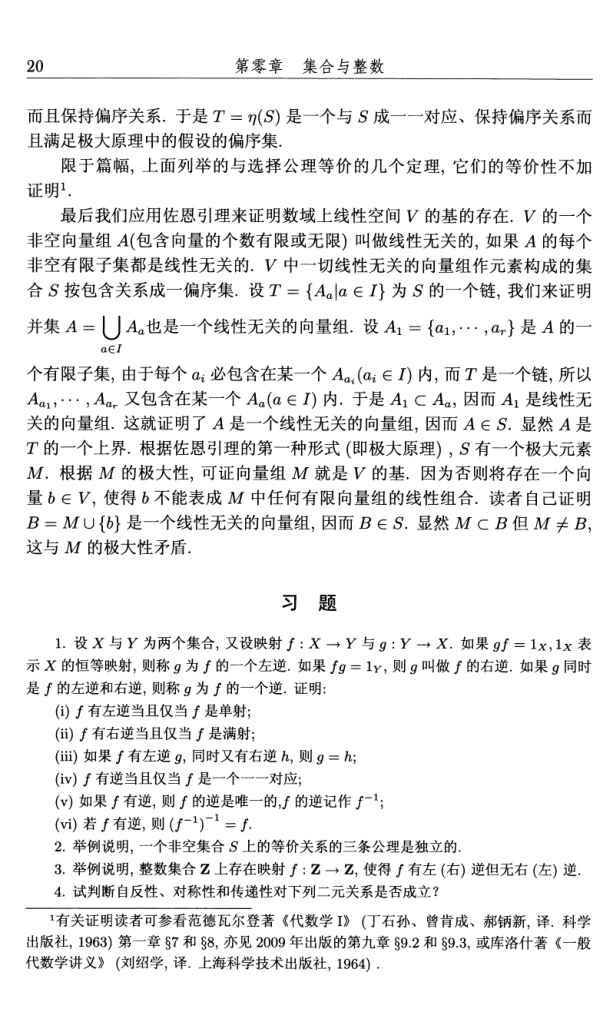 20
第零章 集合与整数
而且保持偏序关系. 于是 T = η(S) 是一个与 S 成一一对应、保持偏序关系而
且满足极大原理中的假设的偏序集.
限于篇幅, 上面列举的与选择公理等价的几个定理, 它们的等价性不加
证明¹.
最后我们应用佐恩引理来证明数域上线性空间 V 的基的存在. V 的一个
非空向量组 A(包含向量的个数有限或无限) 叫做线性无关的, 如果 A 的每个
非空有限子集都是线性无关的. V 中一切线性无关的向量组作元素构成的集
合 S 按包含关系成一偏序集. 设 T = {Aₐ|a ∈ I} 为 S 的一个链, 我们来证明
并集 A = ⋃ Aₐ也是一个线性无关的向量组. 设 A₁ = {a₁, ⋯ , aᵣ} 是 A 的一
a∈I
个有限子集, 由于每个 aᵢ 必包含在某一个 A_{aᵢ}(aᵢ ∈ I) 内, 而 T 是一个链, 所以
A_{a₁}, ⋯ , A_{aᵣ} 又包含在某一个 Aₐ(a ∈ I) 内. 于是 A₁ ⊂ Aₐ, 因而 A₁ 是线性无
关的向量组. 这就证明了 A 是一个线性无关的向量组, 因而 A ∈ S. 显然 A 是
T 的一个上界. 根据佐恩引理的第一种形式 (即极大原理) , S 有一个极大元素
M. 根据 M 的极大性, 可证向量组 M 就是 V 的基. 因为否则将存在一个向
量 b ∈ V, 使得 b 不能表成 M 中任何有限向量组的线性组合. 读者自己证明
B = M ∪ {b} 是一个线性无关的向量组, 因而 B ∈ S. 显然 M ⊂ B 但 M ≠ B,
这与 M 的极大性矛盾.
习 题
1. 设 X 与 Y 为两个集合, 又设映射 f : X → Y 与 g : Y → X. 如果 gf = 1_X, 1_X 表
示 X 的恒等映射, 则称 g 为 f 的一个左逆. 如果 fg = 1_Y, 则 g 叫做 f 的右逆. 如果 g 同时
是 f 的左逆和右逆, 则称 g 为 f 的一个逆. 证明:
(i) f 有左逆当且仅当 f 是单射;
(ii) f 有右逆当且仅当 f 是满射;
(iii) 如果 f 有左逆 g, 同时又有右逆 h, 则 g = h;
(iv) f 有逆当且仅当 f 是一个一一对应;
(v) 如果 f 有逆, 则 f 的逆是唯一的,f 的逆记作 f⁻¹;
(vi) 若 f 有逆, 则 (f⁻¹)⁻¹ = f.
2. 举例说明, 一个非空集合 S 上的等价关系的三条公理是独立的.
3. 举例说明, 整数集合 Z 上存在映射 f : Z → Z, 使得 f 有左 (右) 逆但无右 (左) 逆.
4. 试判断自反性、对称性和传递性对下列二元关系是否成立?
¹有关证明读者可参看范德瓦尔登著《代数学 I》 (丁石孙、曾肯成、郝鈵新, 译. 科学
出版社, 1963) 第一章 §7 和 §8, 亦见 2009 年出版的第九章 §9.2 和 §9.3, 或库洛什著《一般
代数学讲义》 (刘绍学, 译. 上海科学技术出版社, 1964) .